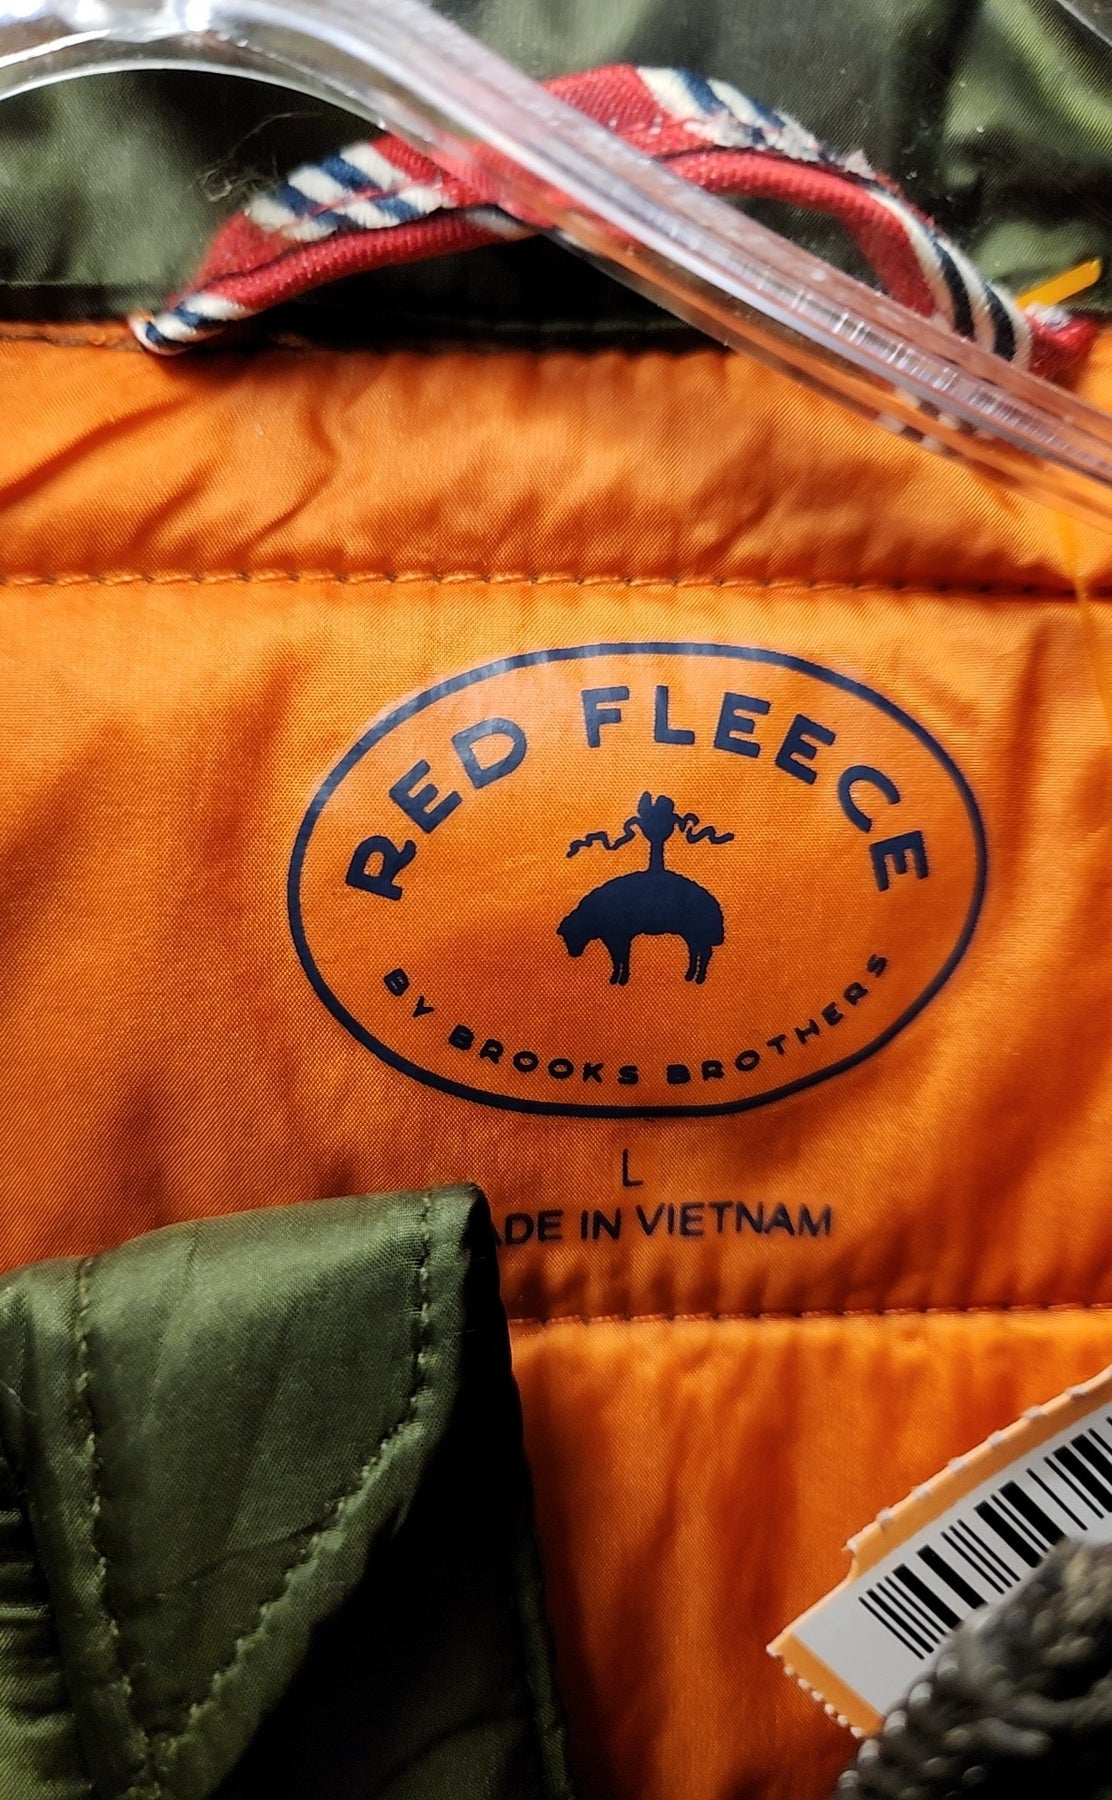 RED FLEECE
BY BROOKS BROTHERS
L
ADE IN VIETNAM